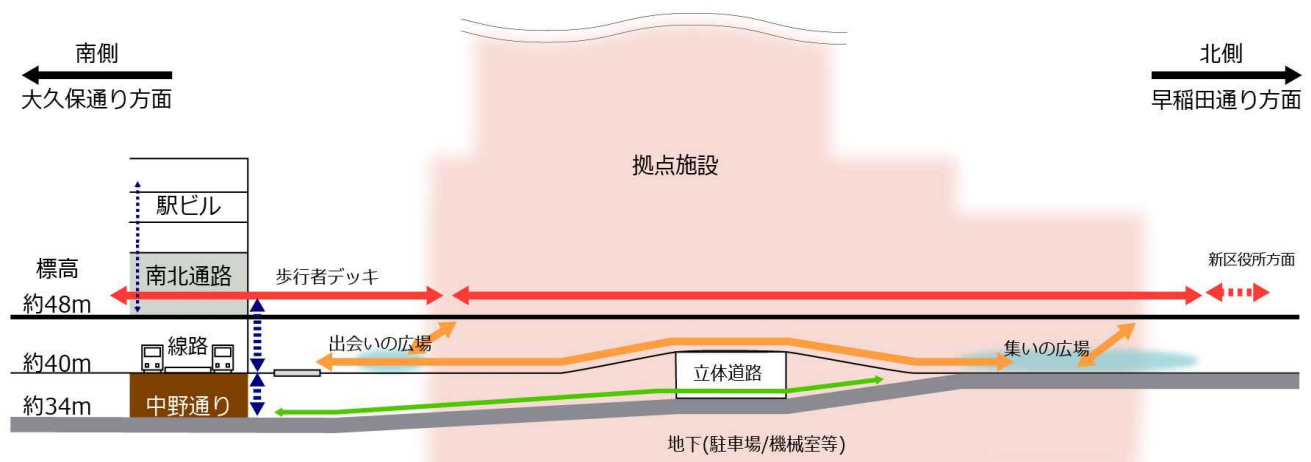 南側
大久保通り方面
北側
早稲田通り方面
拠点施設
駅ビル
標高
南北通路
歩行者デッキ
新区役所方面
約48m
線路
出会いの広場
集いの広場
約40m
立体道路
約34m
中野通り
地下(駐車場/機械室等)